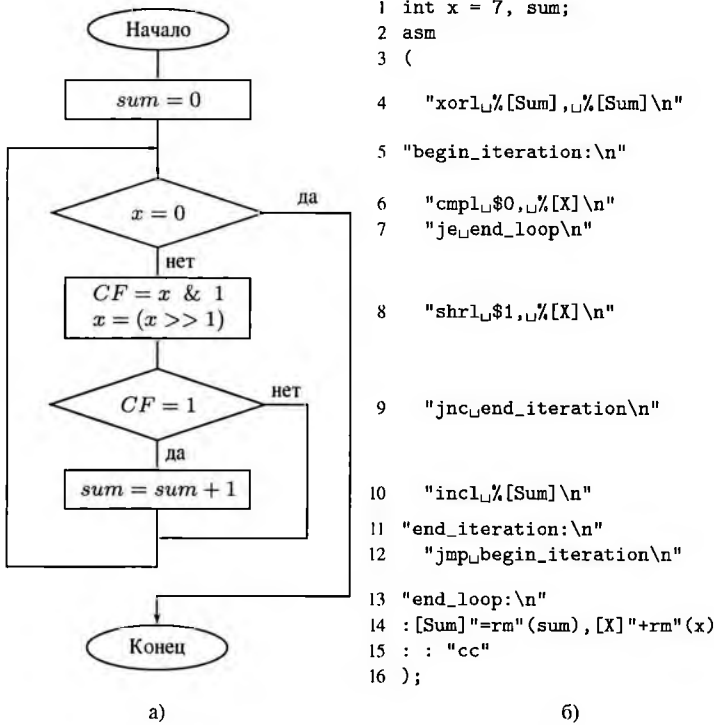 Начало
sum = 0
x = 0
да
нет
CF = x & 1
x = (x >> 1)
CF = 1
нет
да
sum = sum + 1
Конец
а)
1 int x = 7, sum;
2 asm
3 (
4 "xorl␣%[Sum],␣%[Sum]\n"
5 "begin_iteration:\n"
6 "cmpl␣$0,␣%[X]\n"
7 "je␣end_loop\n"
8 "shrl␣$1,␣%[X]\n"
9 "jnc␣end_iteration\n"
10 "incl␣%[Sum]\n"
11 "end_iteration:\n"
12 "jmp␣begin_iteration\n"
13 "end_loop:\n"
14 :[Sum]"=rm"(sum),[X]"+rm"(x)
15 : : "cc"
16 );
б)